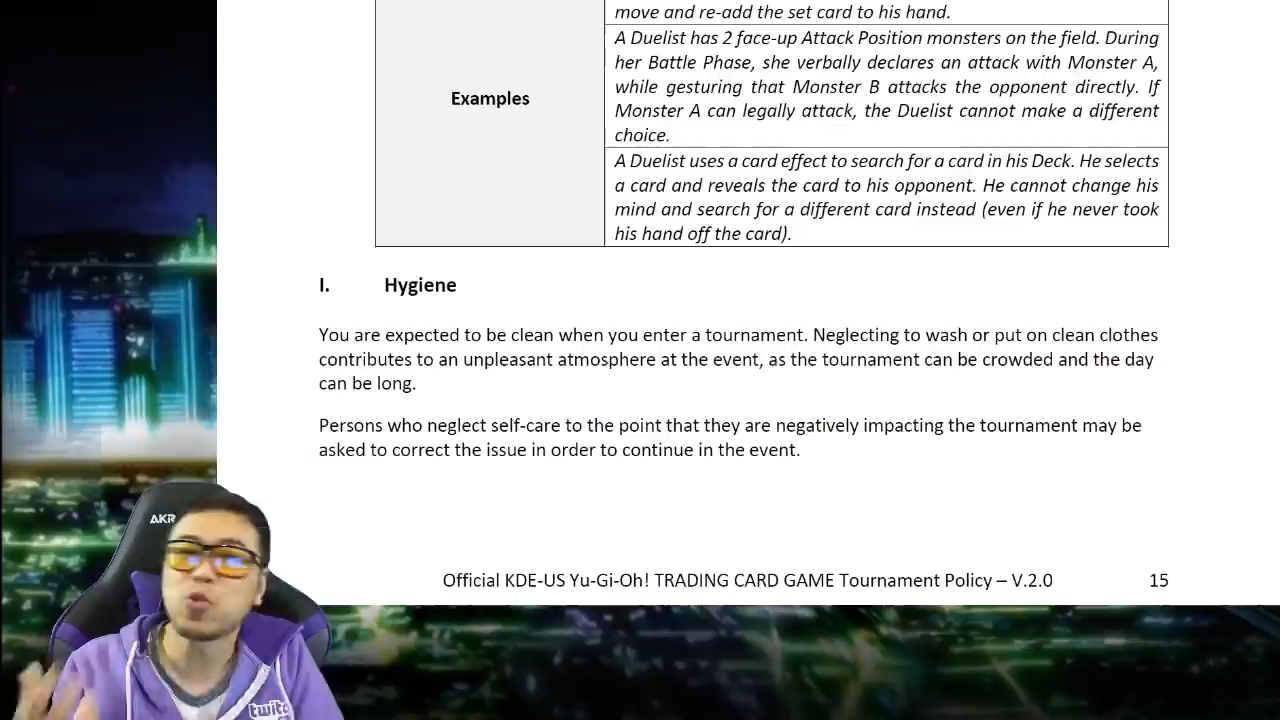 move and re-add the set card to his hand.
Examples
A Duelist has 2 face-up Attack Position monsters on the field. During
her Battle Phase, she verbally declares an attack with Monster A,
while gesturing that Monster B attacks the opponent directly. If
Monster A can legally attack, the Duelist cannot make a different
choice.
A Duelist uses a card effect to search for a card in his Deck. He selects
a card and reveals the card to his opponent. He cannot change his
mind and search for a different card instead (even if he never took
his hand off the card).
I. Hygiene
You are expected to be clean when you enter a tournament. Neglecting to wash or put on clean clothes
contributes to an unpleasant atmosphere at the event, as the tournament can be crowded and the day
can be long.
Persons who neglect self-care to the point that they are negatively impacting the tournament may be
asked to correct the issue in order to continue in the event.
Official KDE-US Yu-Gi-Oh! TRADING CARD GAME Tournament Policy – V.2.0 15